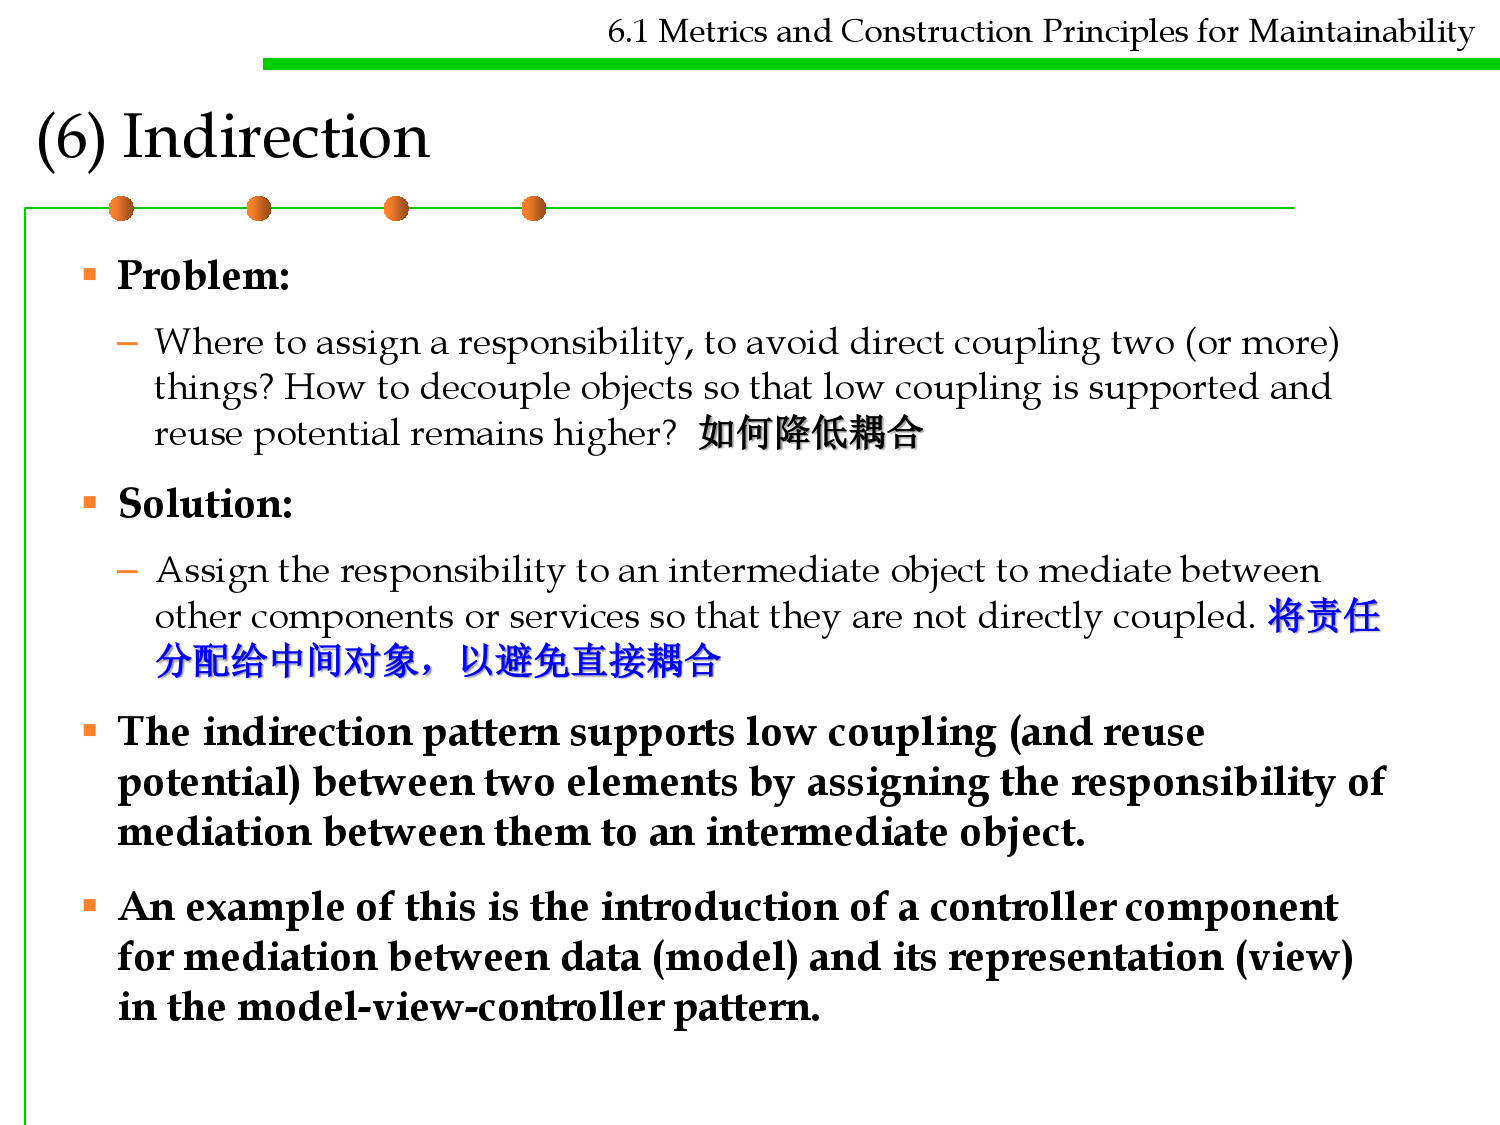 6.1 Metrics and Construction Principles for Maintainability
(6) Indirection
Problem:
– Where to assign a responsibility, to avoid direct coupling two (or more)
things? How to decouple objects so that low coupling is supported and
reuse potential remains higher? 如何降低耦合
Solution:
– Assign the responsibility to an intermediate object to mediate between
other components or services so that they are not directly coupled. 将责任
分配给中间对象，以避免直接耦合
The indirection pattern supports low coupling (and reuse
potential) between two elements by assigning the responsibility of
mediation between them to an intermediate object.
An example of this is the introduction of a controller component
for mediation between data (model) and its representation (view)
in the model-view-controller pattern.